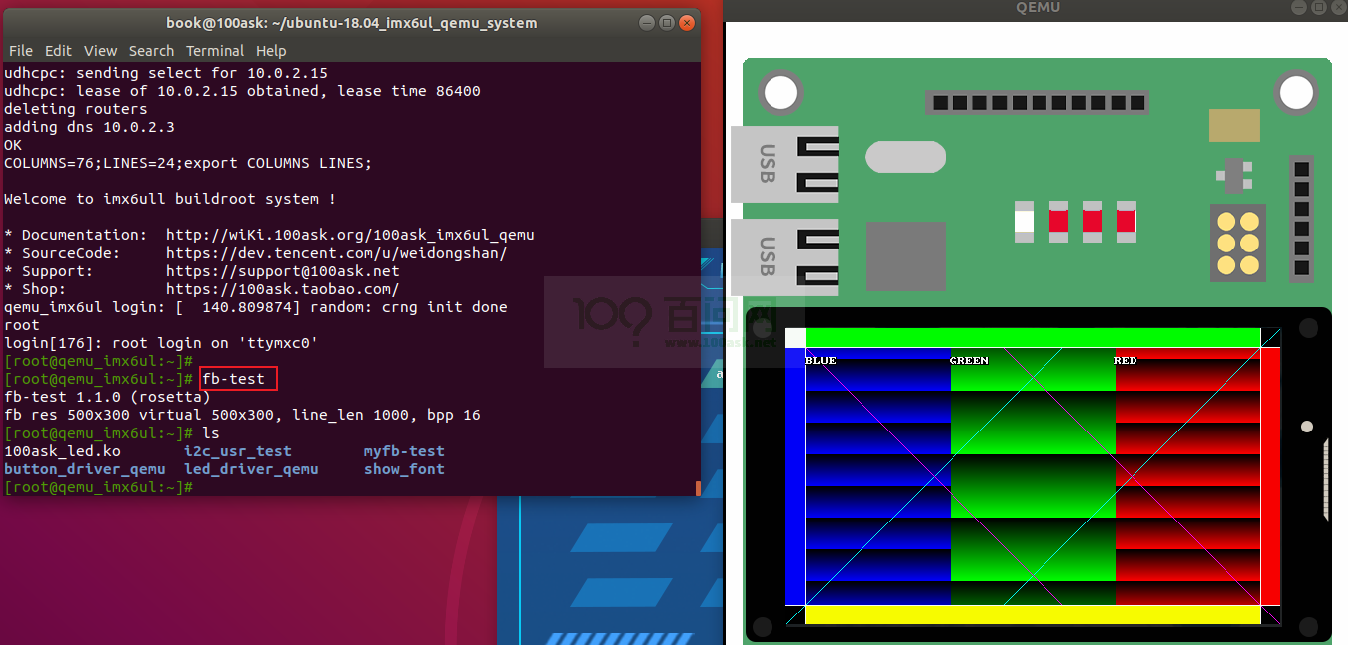 book@100ask: ~/ubuntu-18.04_imx6ul_qemu_system
File Edit View Search Terminal Help
udhcpc: sending select for 10.0.2.15
udhcpc: lease of 10.0.2.15 obtained, lease time 86400
deleting routers
adding dns 10.0.2.3
OK
COLUMNS=76;LINES=24;export COLUMNS LINES;
Welcome to imx6ull buildroot system !
* Documentation:  http://wiKi.100ask.org/100ask_imx6ul_qemu
* SourceCode:     https://dev.tencent.com/u/weidongshan/
* Support:        https://support@100ask.net
* Shop:           https://100ask.taobao.com/
qemu_imx6ul login: [  140.809874] random: crng init done
root
login[176]: root login on 'ttymxc0'
[root@qemu_imx6ul:~]#
[root@qemu_imx6ul:~]# fb-test
fb-test 1.1.0 (rosetta)
fb res 500x300 virtual 500x300, line_len 1000, bpp 16
[root@qemu_imx6ul:~]# ls
100ask_led.ko       i2c_usr_test        myfb-test
button_driver_qemu  led_driver_qemu     show_font
[root@qemu_imx6ul:~]#
QEMU
USB
USB
百问网
www.100ask.net
BLUE GREEN RED